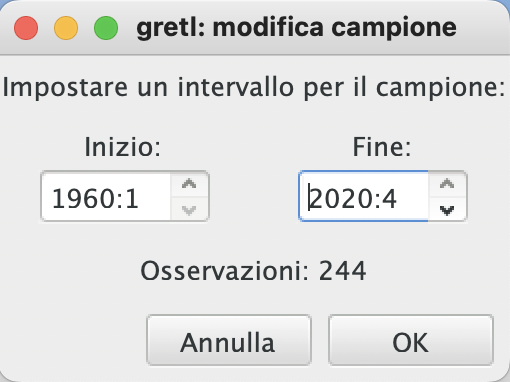 gretl: modifica campione
Impostare un intervallo per il campione:
Inizio: Fine:
1960:1 2020:4
Osservazioni: 244
Annulla OK